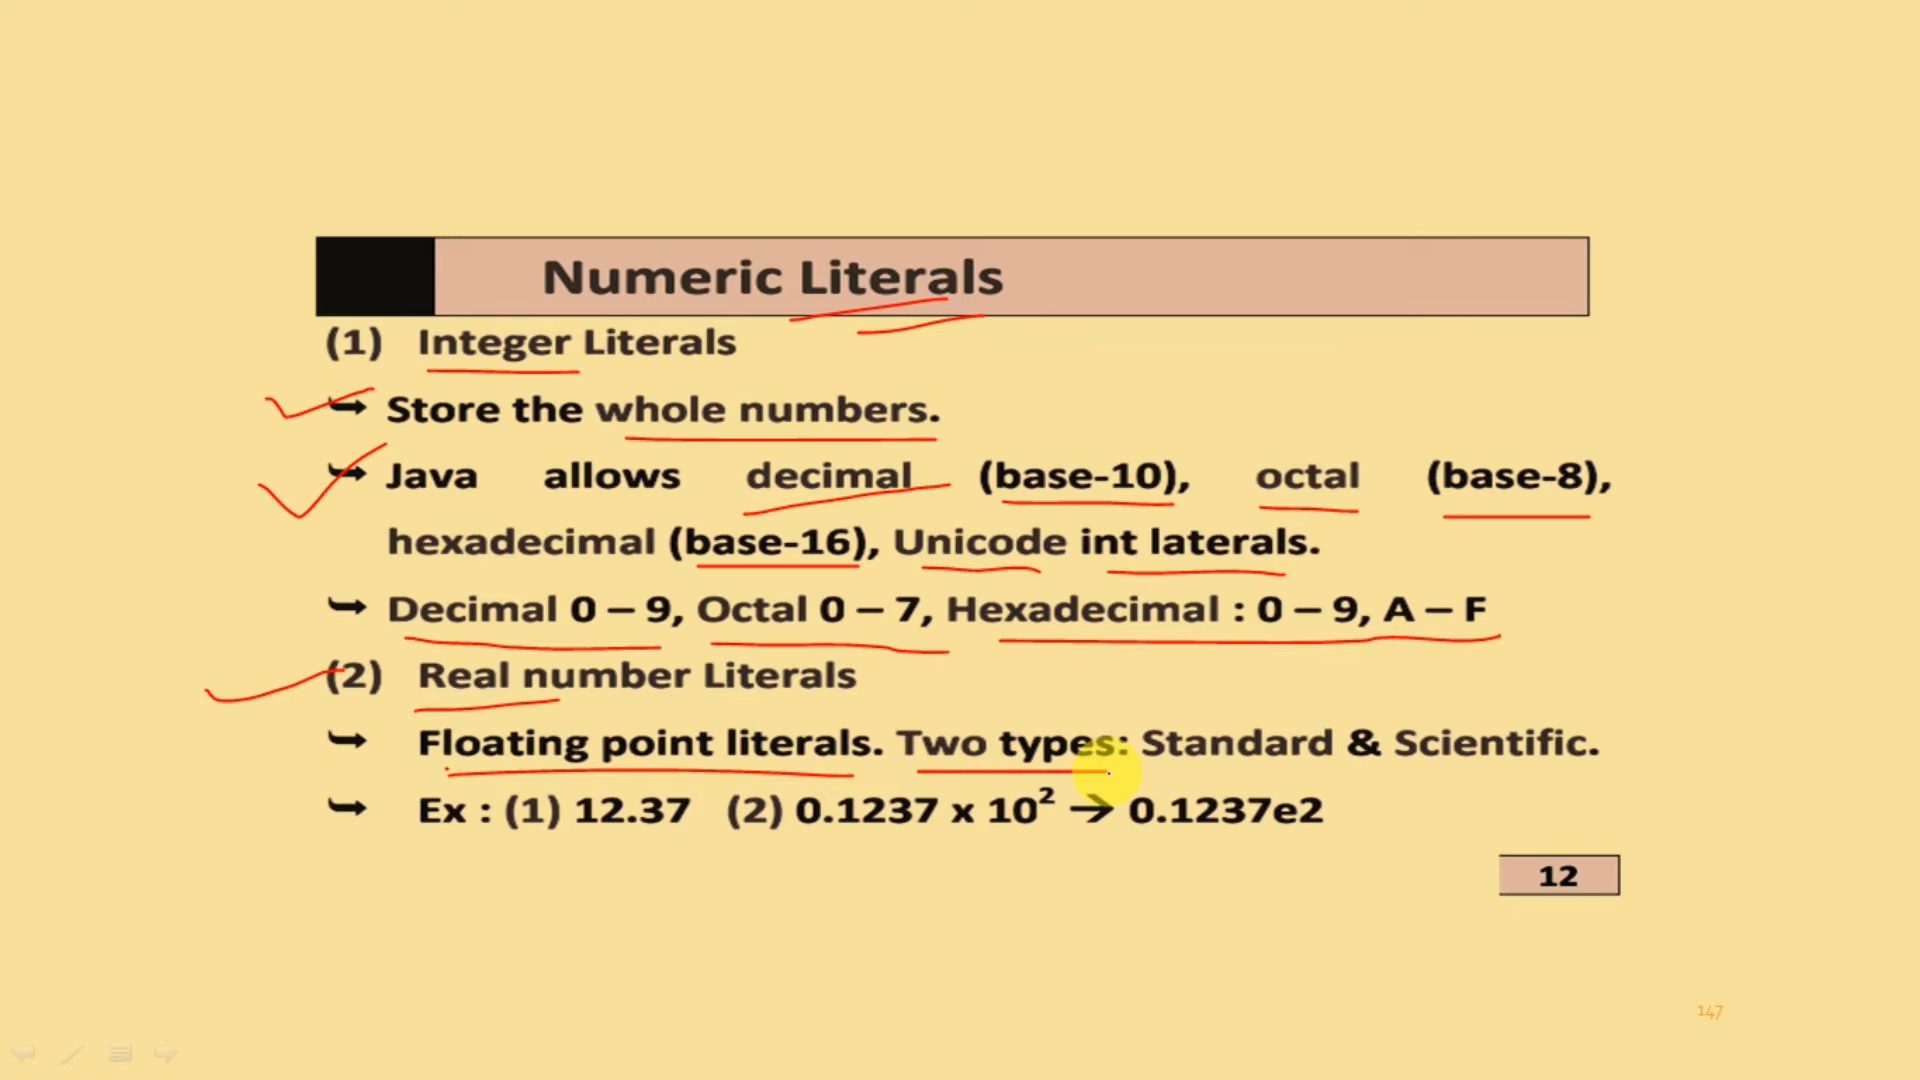 Numeric Literals
(1) Integer Literals
➥ Store the whole numbers.
➥ Java allows decimal (base-10), octal (base-8),
hexadecimal (base-16), Unicode int laterals.
➥ Decimal 0 – 9, Octal 0 – 7, Hexadecimal : 0 – 9, A – F
(2) Real number Literals
➥ Floating point literals. Two types: Standard & Scientific.
➥ Ex : (1) 12.37 (2) 0.1237 x 10² → 0.1237e2
12
147